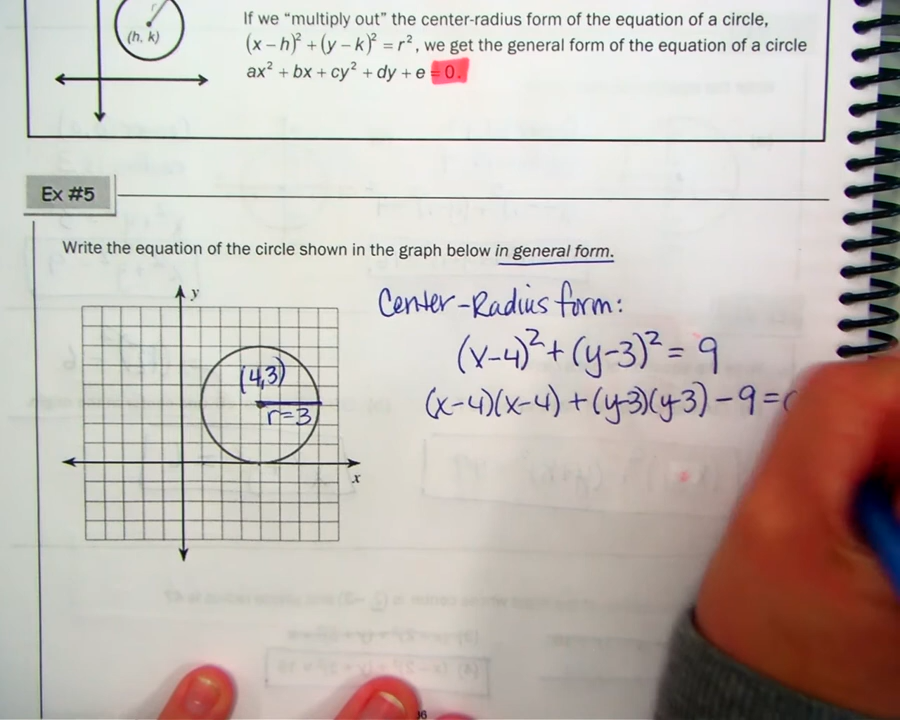 r
(h, k)
If we “multiply out” the center-radius form of the equation of a circle,
(x – h)² + (y – k)² = r², we get the general form of the equation of a circle
ax² + bx + cy² + dy + e = 0.
Ex #5
Write the equation of the circle shown in the graph below in general form.
y
(4,3)
r=3
x
Center-Radius form:
(x-4)² + (y-3)² = 9
(x-4)(x-4) + (y-3)(y-3) - 9 =